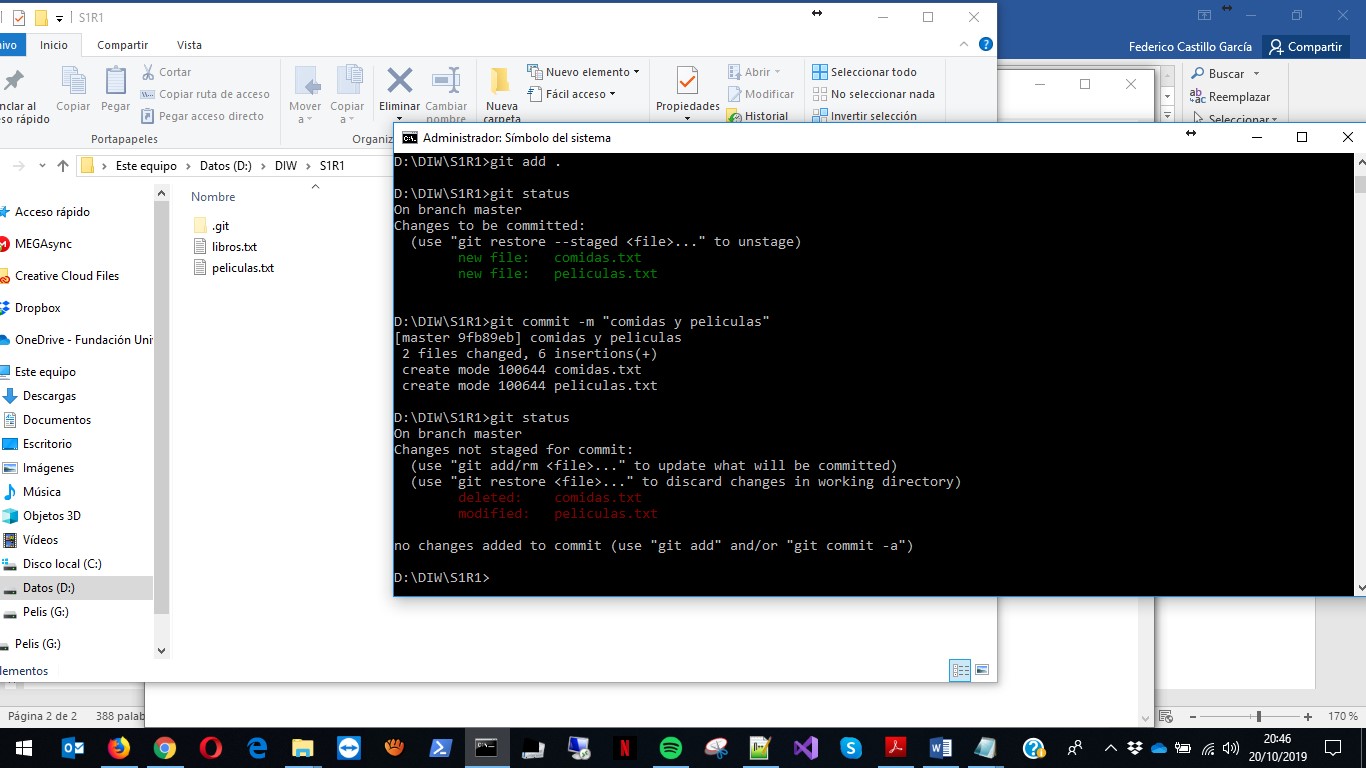 S1R1
Federico Castillo García
Compartir
Inicio
Compartir
Vista
Copiar
Pegar
Cortar
Copiar ruta de acceso
Pegar acceso directo
Mover a
Copiar a
Eliminar
Cambiar nombre
Nueva carpeta
Nuevo elemento
Fácil acceso
Propiedades
Abrir
Modificar
Historial
Seleccionar todo
No seleccionar nada
Invertir selección
Portapapeles
Buscar
Reemplazar
Seleccionar
Este equipo > Datos (D:) > DIW > S1R1
Acceso rápido
MEGAsync
Creative Cloud Files
Dropbox
OneDrive - Fundación Uni
Este equipo
Descargas
Documentos
Escritorio
Imágenes
Música
Objetos 3D
Vídeos
Disco local (C:)
Datos (D:)
Pelis (G:)
Pelis (G:)
Nombre
.git
libros.txt
peliculas.txt
Administrador: Símbolo del sistema
D:\DIW\S1R1>git add .
D:\DIW\S1R1>git status
On branch master
Changes to be committed:
(use "git restore --staged <file>..." to unstage)
new file: comidas.txt
new file: peliculas.txt
D:\DIW\S1R1>git commit -m "comidas y peliculas"
[master 9fb89eb] comidas y peliculas
2 files changed, 6 insertions(+)
create mode 100644 comidas.txt
create mode 100644 peliculas.txt
D:\DIW\S1R1>git status
On branch master
Changes not staged for commit:
(use "git add/rm <file>..." to update what will be committed)
(use "git restore <file>..." to discard changes in working directory)
deleted: comidas.txt
modified: peliculas.txt
no changes added to commit (use "git add" and/or "git commit -a")
D:\DIW\S1R1>
Página 2 de 2
388 palab
170 %
20:46
20/10/2019